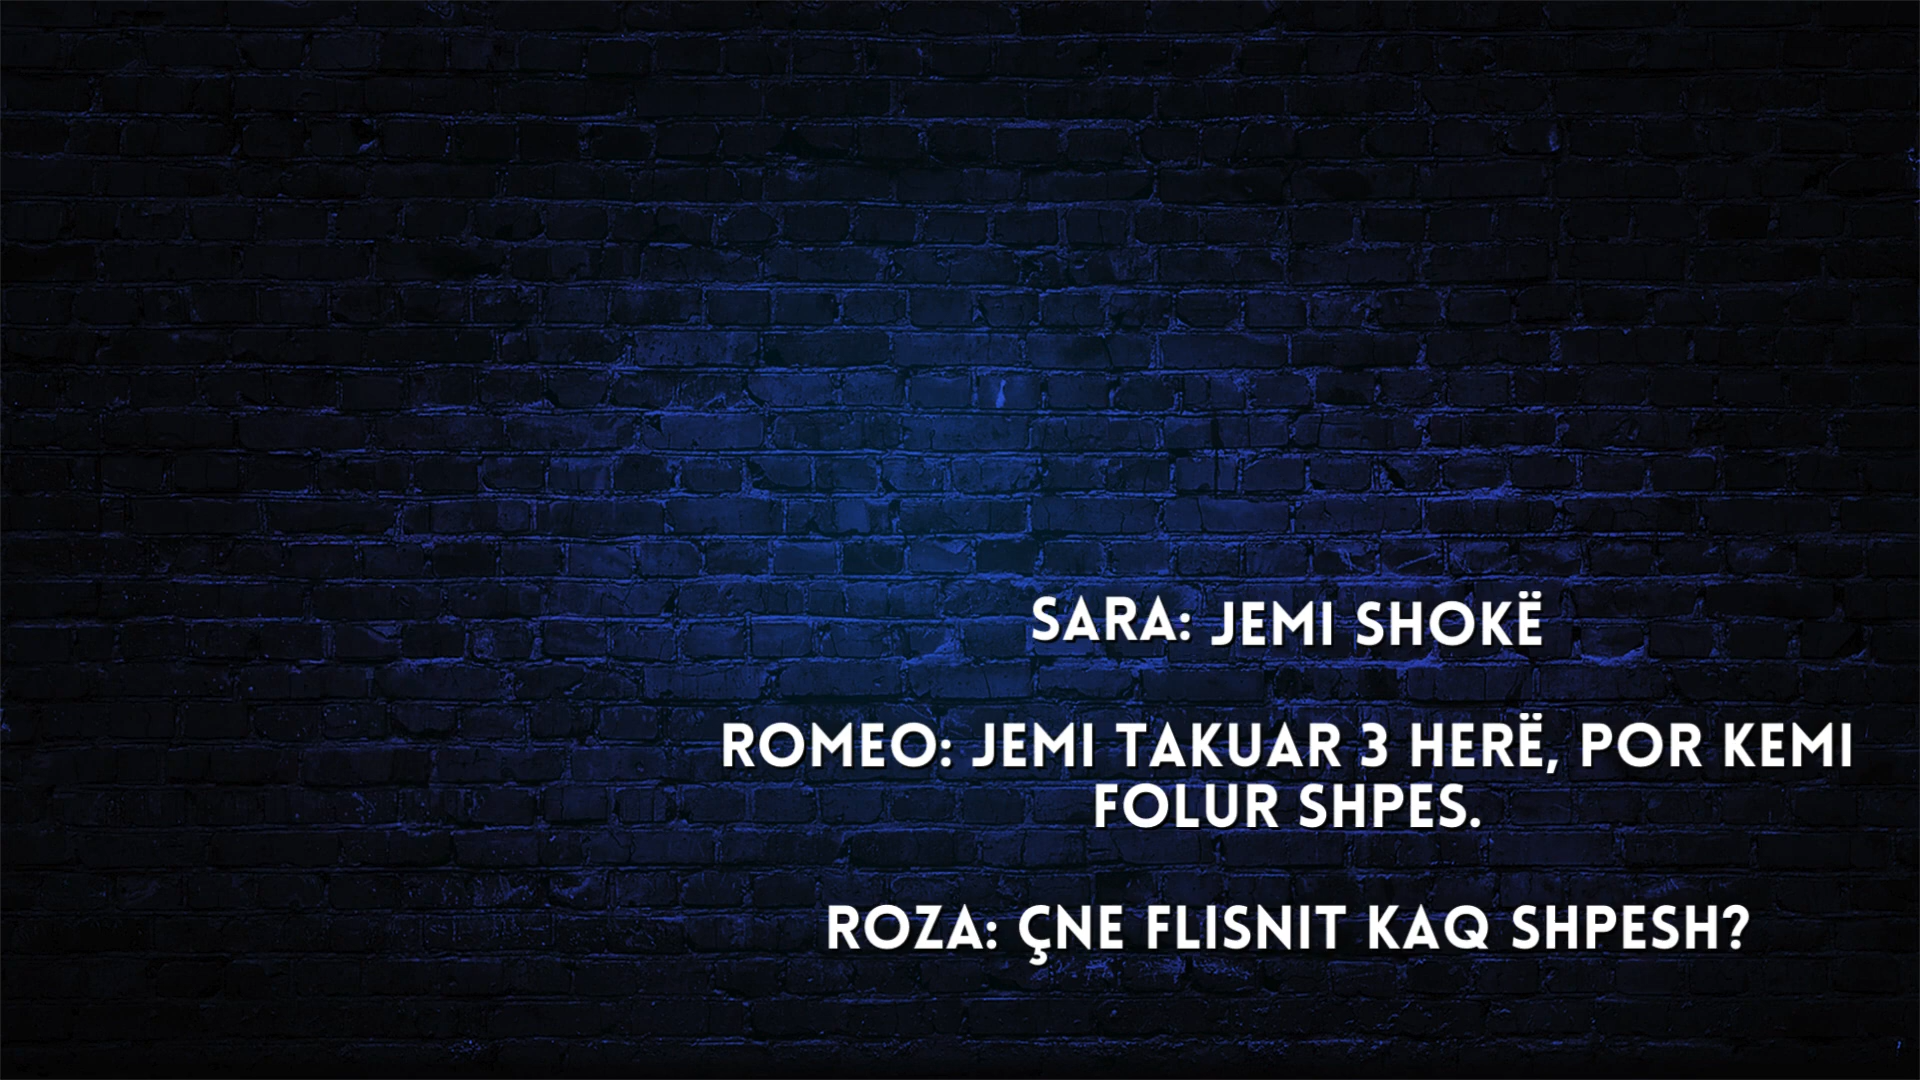 SARA: JEMI SHOKË
ROMEO: JEMI TAKUAR 3 HERË, POR KEMI
FOLUR SHPES.
ROZA: ÇNE FLISNIT KAQ SHPESH?